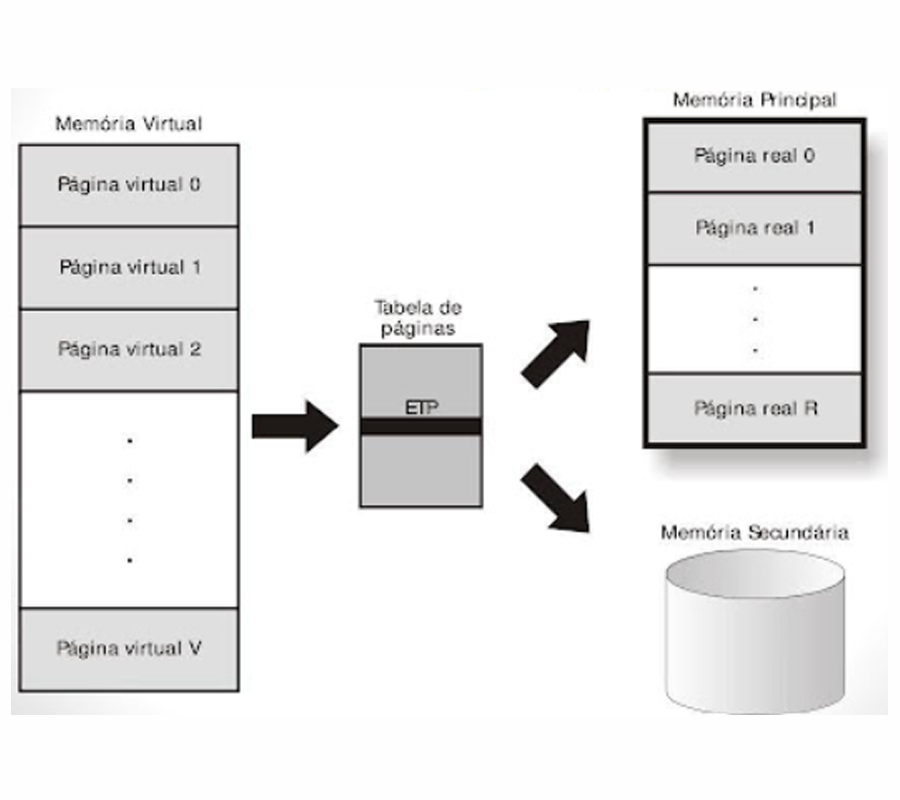 Memória Virtual
Página virtual 0
Página virtual 1
Página virtual 2
Página virtual V
Tabela de
páginas
ETP
Memória Principal
Página real 0
Página real 1
Página real R
Memória Secundária